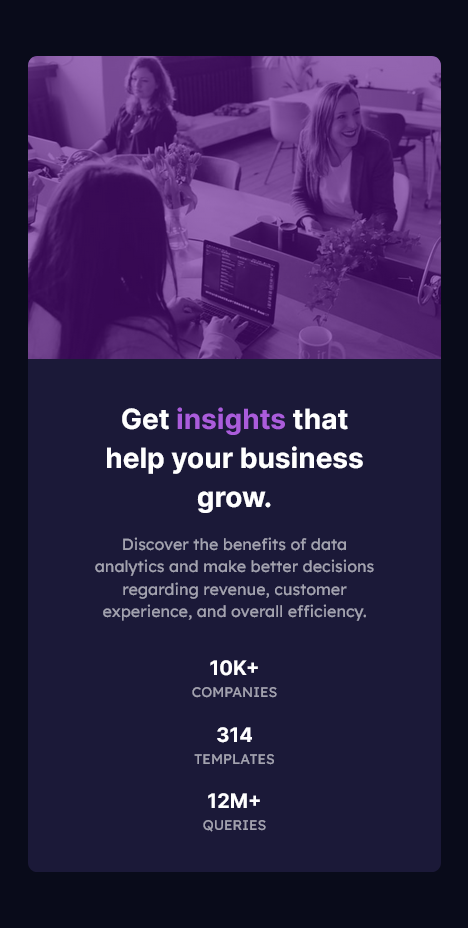 Get insights that
help your business
grow.
Discover the benefits of data
analytics and make better decisions
regarding revenue, customer
experience, and overall efficiency.
10K+
COMPANIES
314
TEMPLATES
12M+
QUERIES